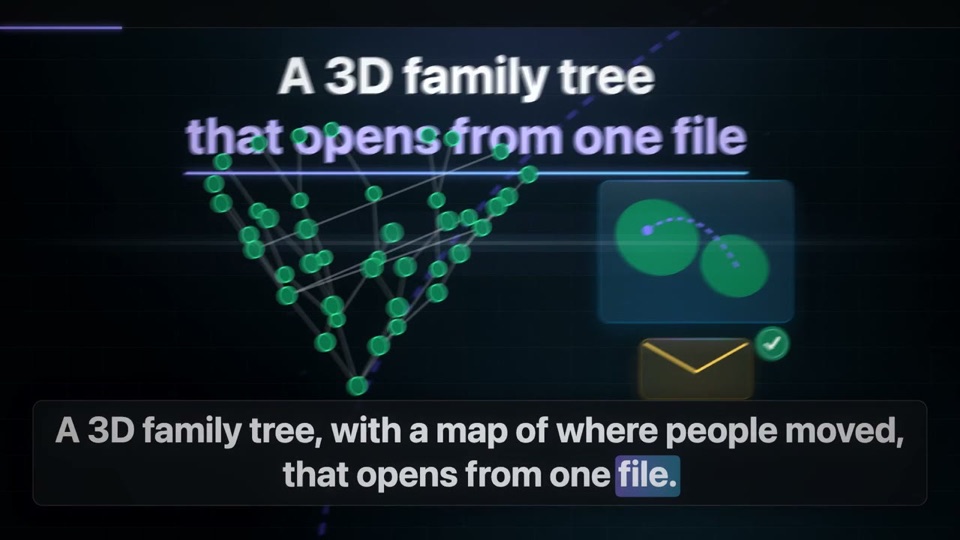 A 3D family tree
that opens from one file
A 3D family tree, with a map of where people moved,
that opens from one file.